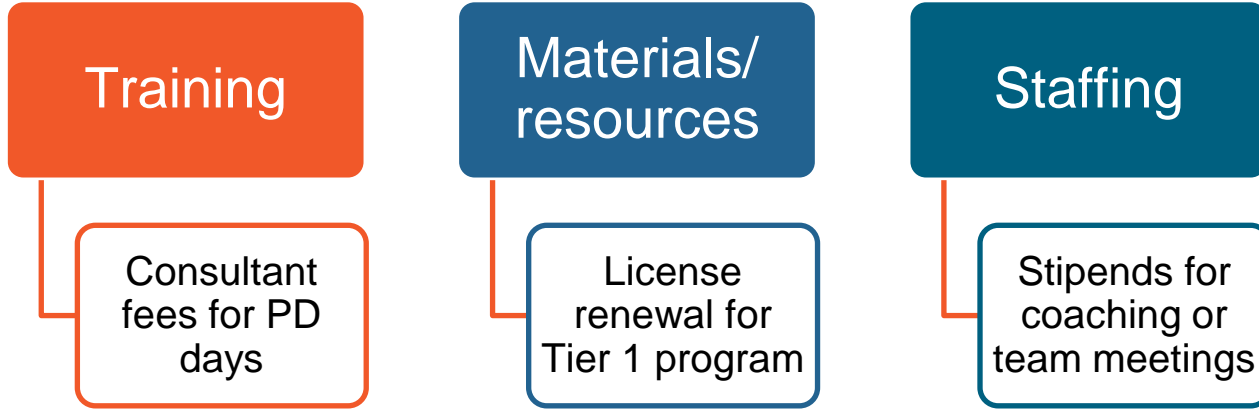 Training
Consultant
fees for PD
days
Materials/
resources
License
renewal for
Tier 1 program
Staffing
Stipends for
coaching or
team meetings